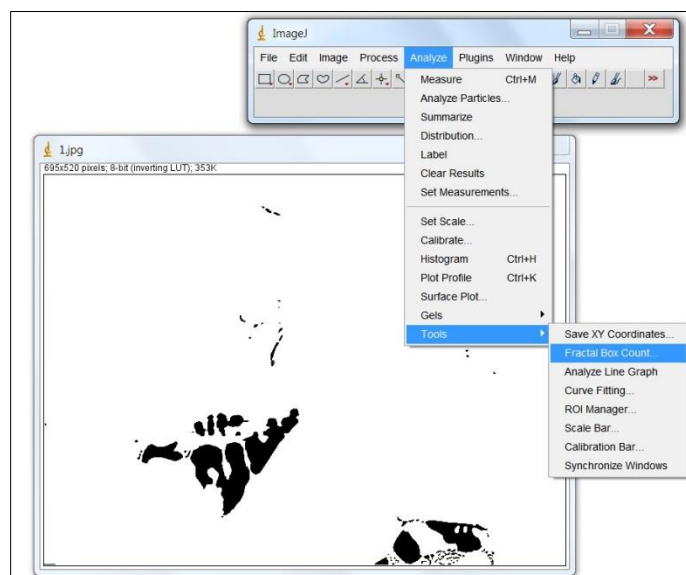 ImageJ
File Edit Image Process Analyze Plugins Window Help
>>
Measure Ctrl+M
Analyze Particles...
Summarize
Distribution...
Label
Clear Results
Set Measurements...
Set Scale...
Calibrate...
Histogram Ctrl+H
Plot Profile Ctrl+K
Surface Plot...
Gels
Tools
Save XY Coordinates...
Fractal Box Count...
Analyze Line Graph
Curve Fitting...
ROI Manager...
Scale Bar...
Calibration Bar...
Synchronize Windows
1.jpg
695x520 pixels; 8-bit (inverting LUT); 353K